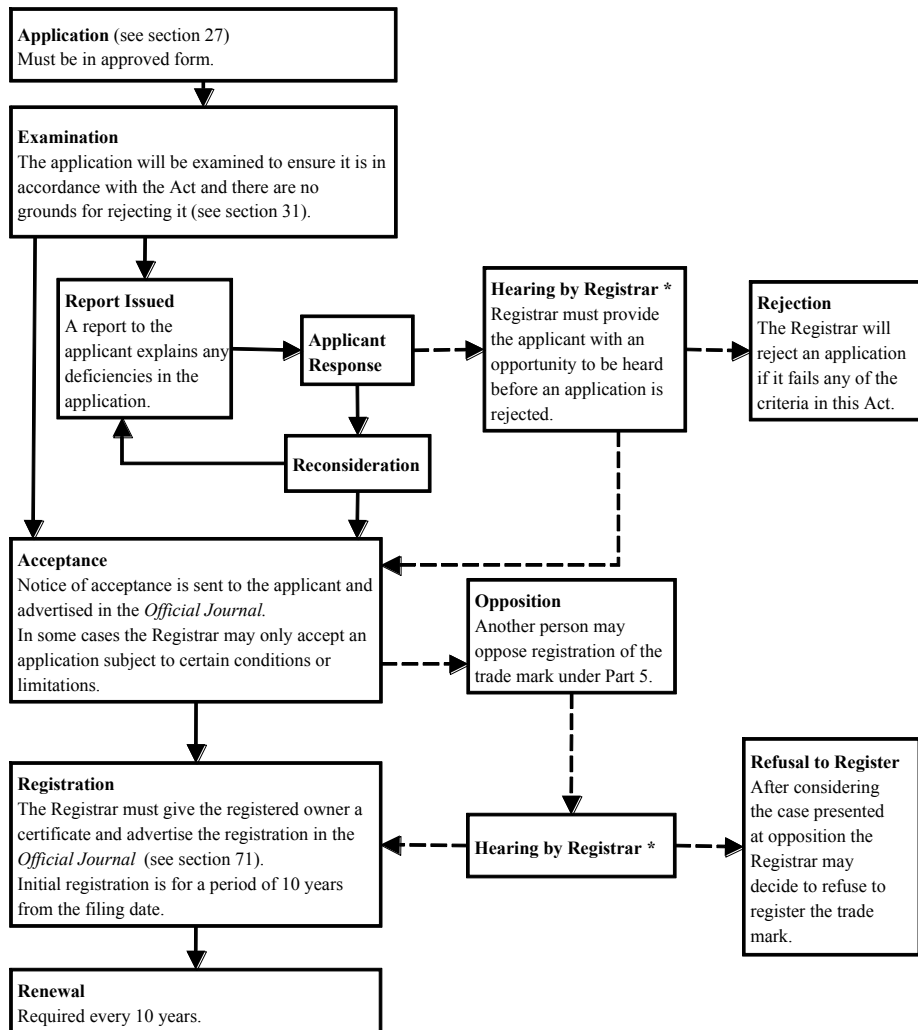 Application (see section 27)
Must be in approved form.
Examination
The application will be examined to ensure it is in
accordance with the Act and there are no
grounds for rejecting it (see section 31).
Report Issued
A report to the
applicant explains any
deficiencies in the
application.
Applicant
Response
Hearing by Registrar *
Registrar must provide
the applicant with an
opportunity to be heard
before an application is
rejected.
Rejection
The Registrar will
reject an application
if it fails any of the
criteria in this Act.
Reconsideration
Acceptance
Notice of acceptance is sent to the applicant and
advertised in the Official Journal.
In some cases the Registrar may only accept an
application subject to certain conditions or
limitations.
Opposition
Another person may
oppose registration of the
trade mark under Part 5.
Registration
The Registrar must give the registered owner a
certificate and advertise the registration in the
Official Journal (see section 71).
Initial registration is for a period of 10 years
from the filing date.
Hearing by Registrar *
Refusal to Register
After considering
the case presented
at opposition the
Registrar may
decide to refuse to
register the trade
mark.
Renewal
Required every 10 years.